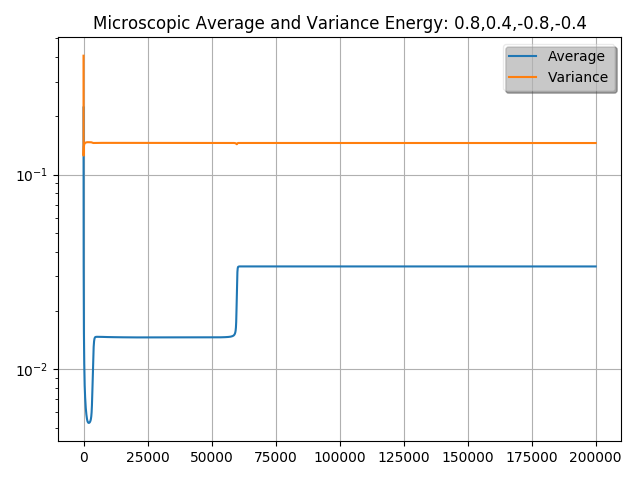 Microscopic Average and Variance Energy: 0.8,0.4,-0.8,-0.4
Average
Variance
10⁻¹
10⁻²
0 25000 50000 75000 100000 125000 150000 175000 200000